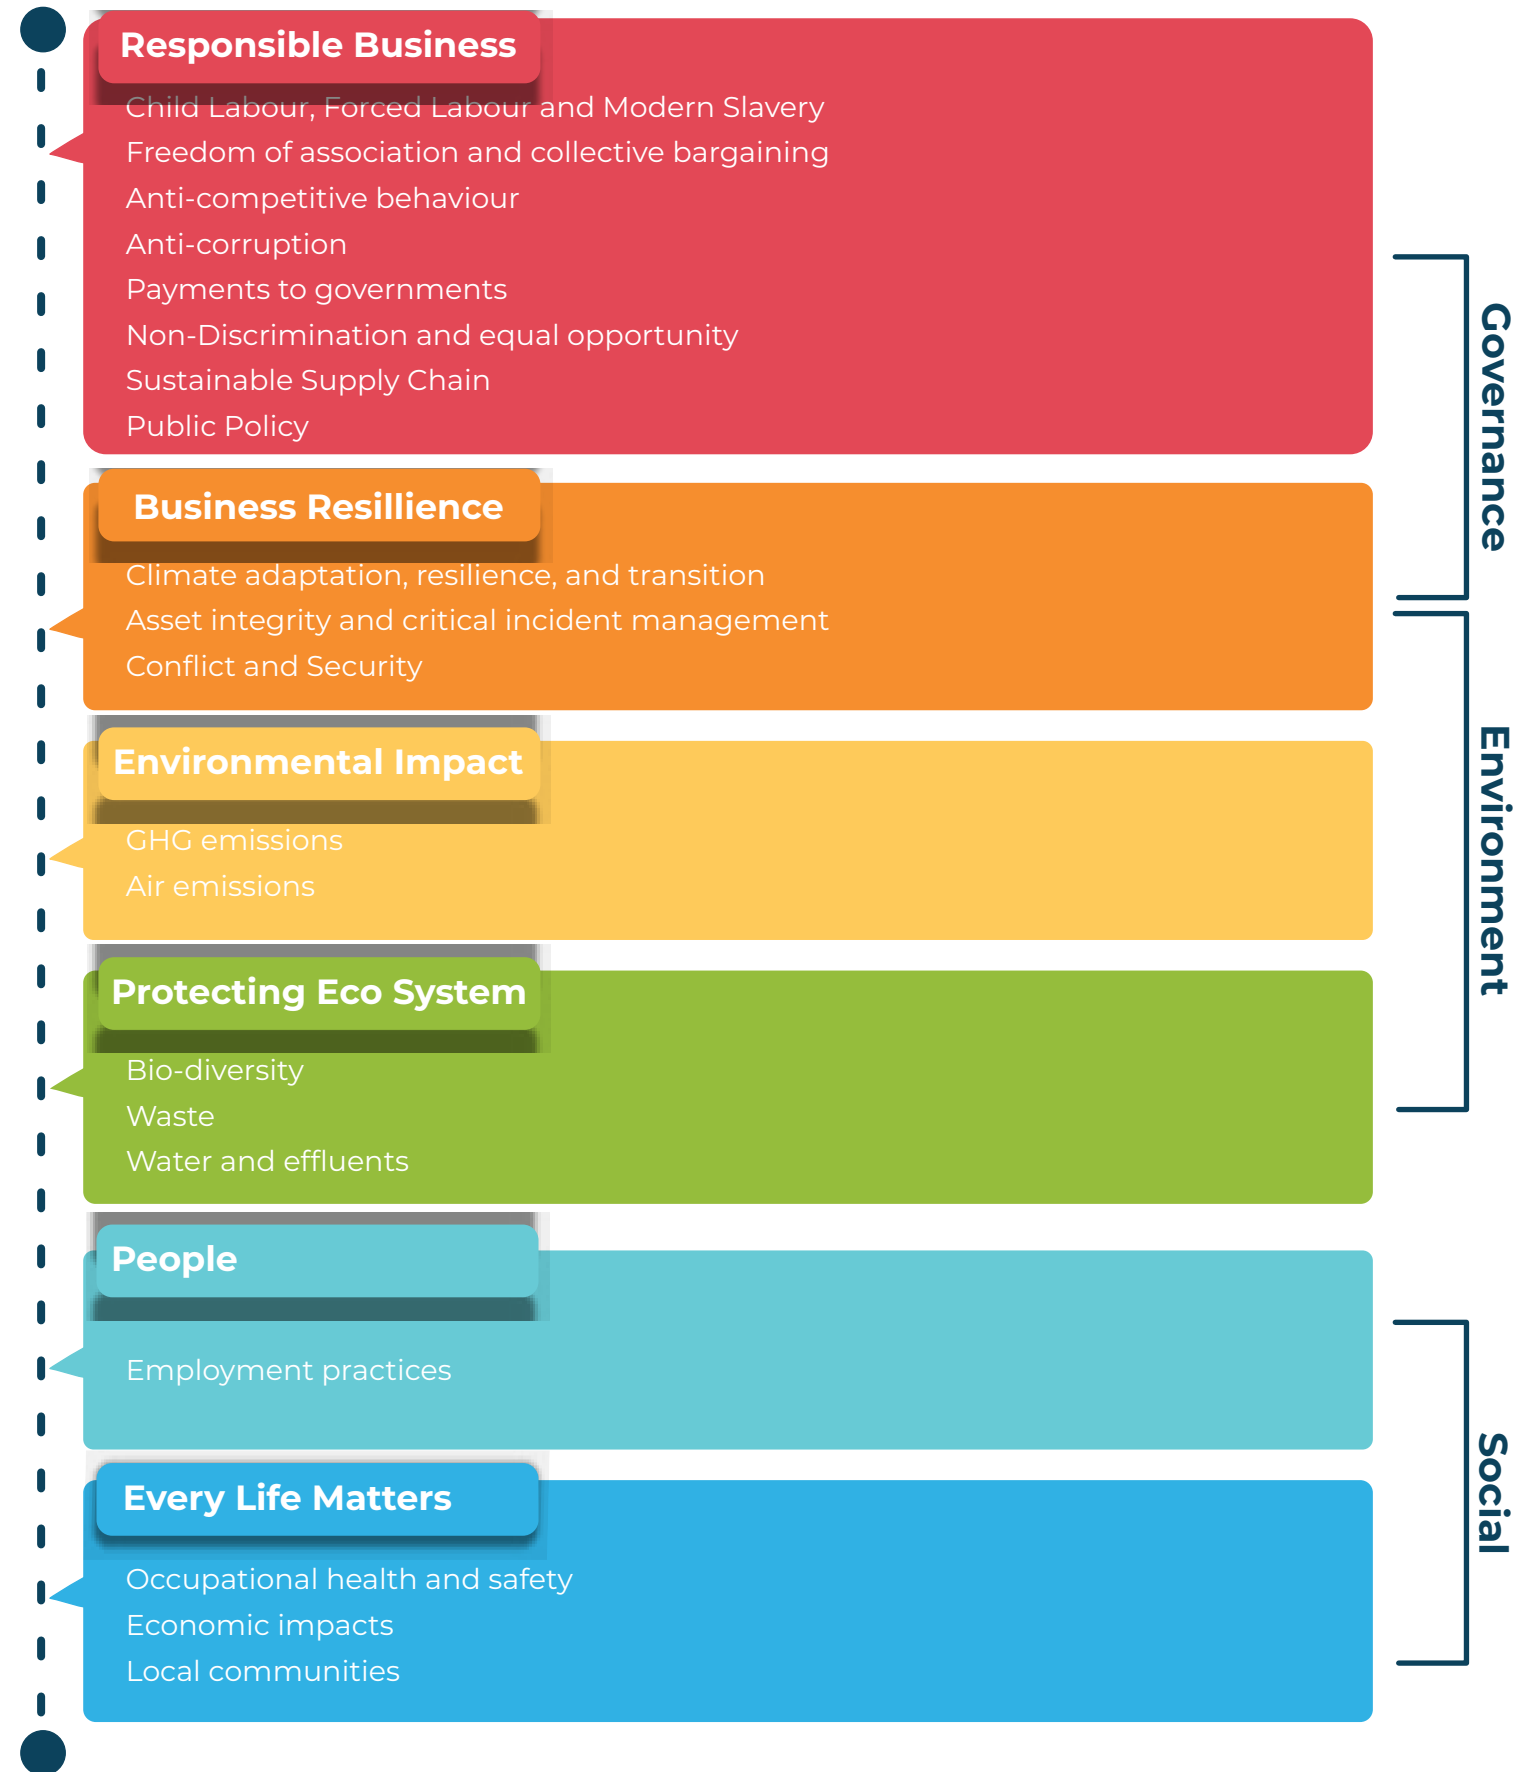 Responsible Business
Child Labour, Forced Labour and Modern Slavery
Freedom of association and collective bargaining
Anti-competitive behaviour
Anti-corruption
Payments to governments
Non-Discrimination and equal opportunity
Sustainable Supply Chain
Public Policy
Governance
Business Resillience
Climate adaptation, resilience, and transition
Asset integrity and critical incident management
Conflict and Security
Environmental Impact
GHG emissions
Air emissions
Environment
Protecting Eco System
Bio-diversity
Waste
Water and effluents
People
Employment practices
Social
Every Life Matters
Occupational health and safety
Economic impacts
Local communities